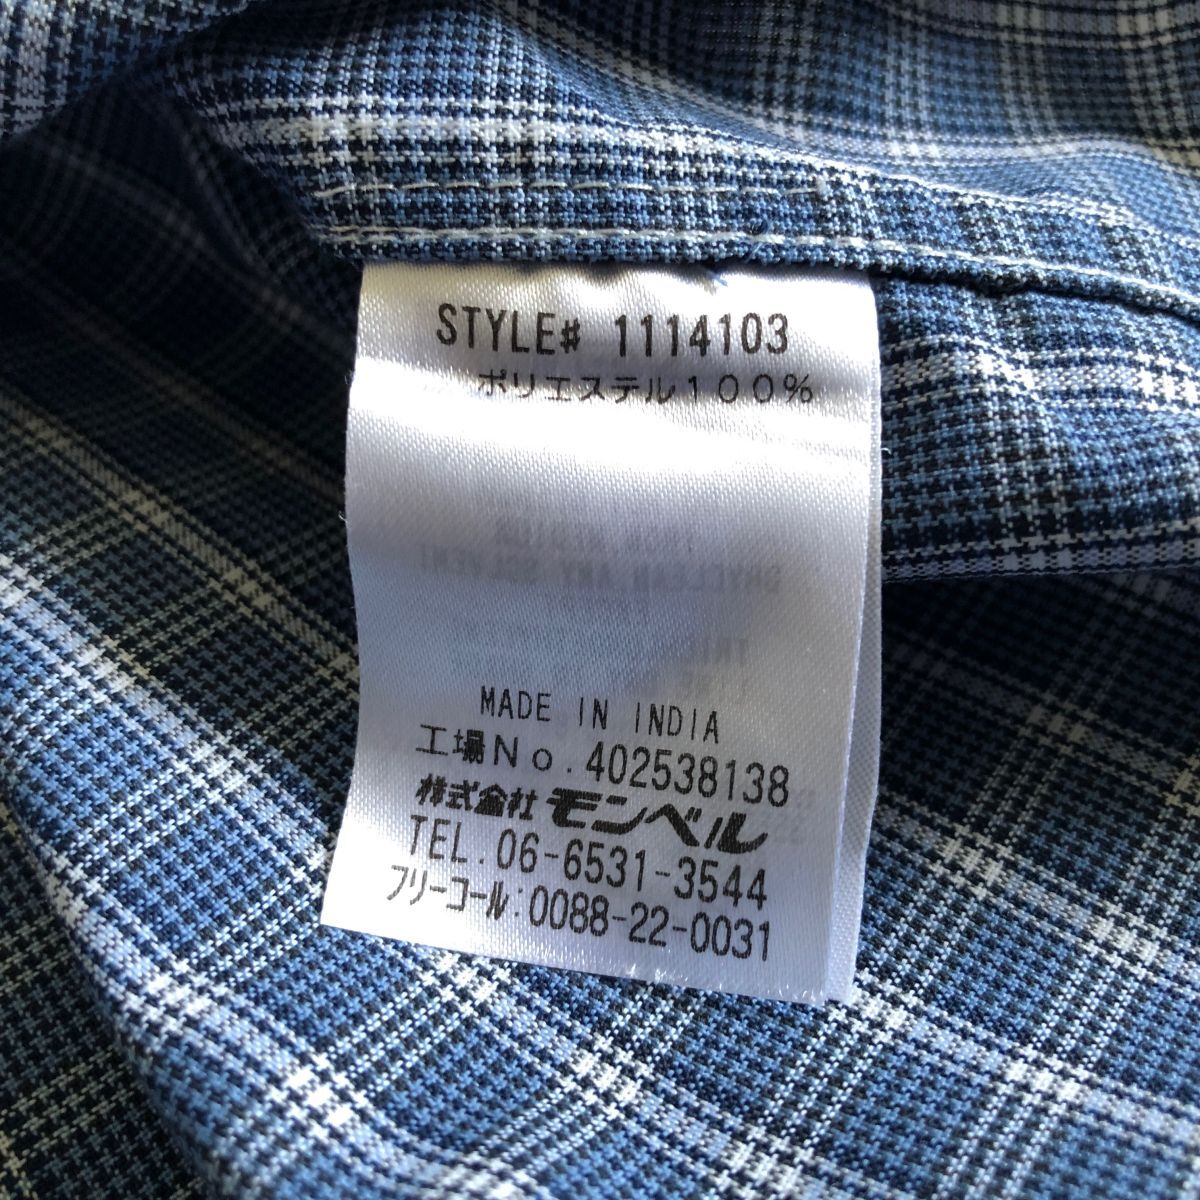 STYLE# 1114103
ポリエステル100%
MADE IN INDIA
工場No.402538138
株式会社モンベル
TEL.06-6531-3544
フリーコール:0088-22-0031